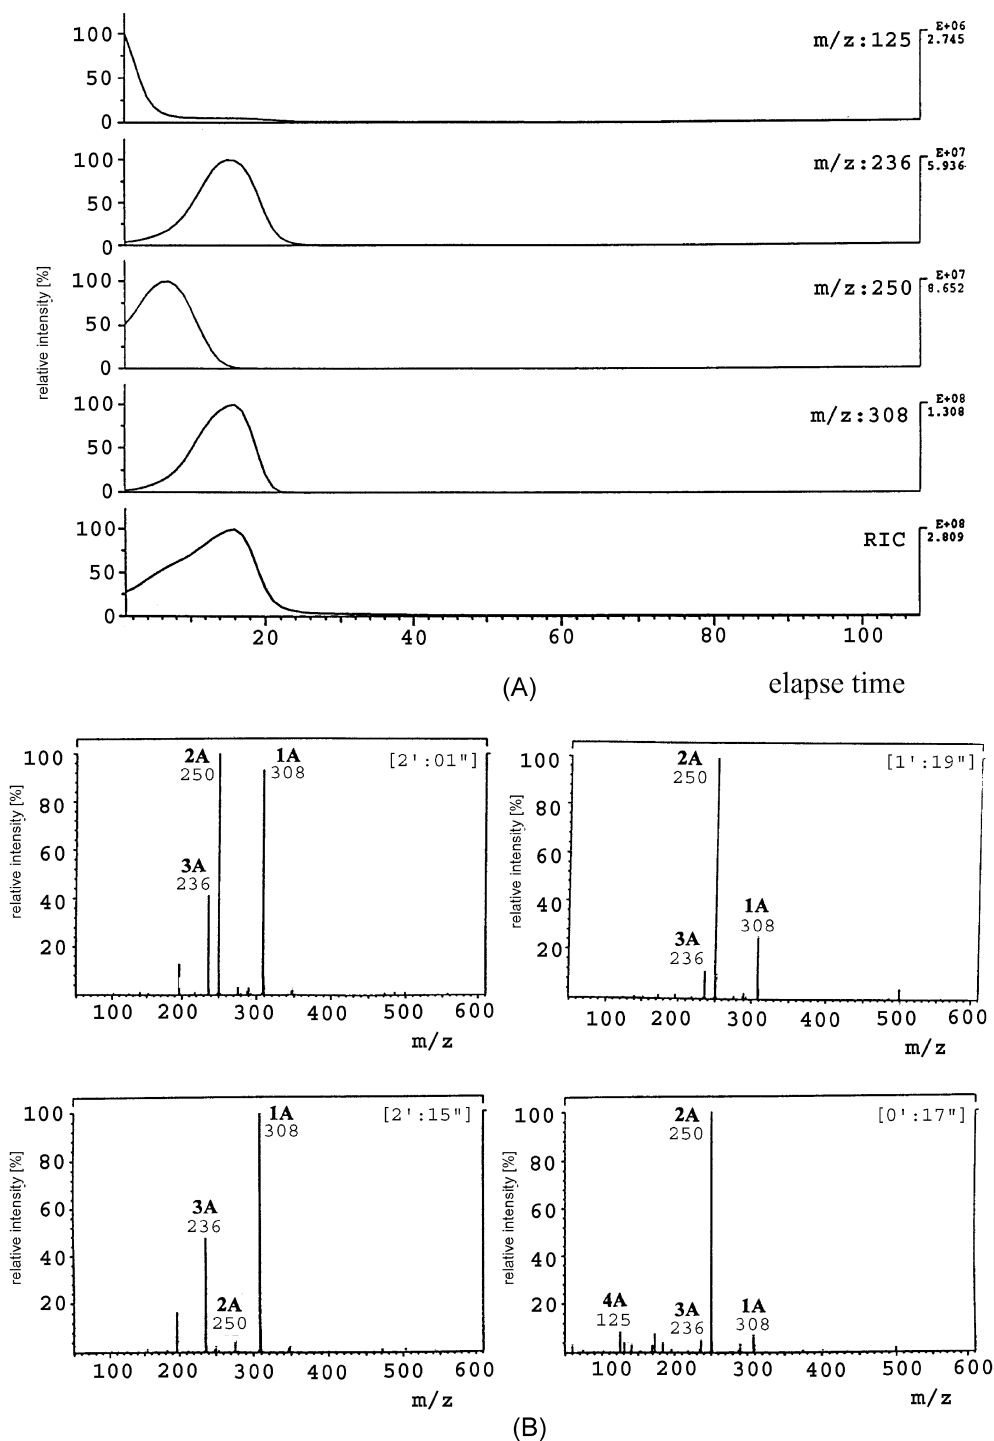 relative intensity [%]
100
50
0
m/z:125
E+06
2.745
100
50
0
m/z:236
E+07
5.936
100
50
0
m/z:250
E+07
8.652
100
50
0
m/z:308
E+08
1.308
100
50
0
RIC
E+08
2.809
20 40 60 80 100
(A) elapse time
relative intensity [%]
100
80
60
40
20
2A
250
1A
308
3A
236
[2':01"]
100 200 300 400 500 600
m/z
relative intensity [%]
100
80
60
40
20
2A
250
1A
308
3A
236
[1':19"]
100 200 300 400 500 600
m/z
relative intensity [%]
100
80
60
40
20
1A
308
3A
236
2A
250
[2':15"]
100 200 300 400 500 600
m/z
relative intensity [%]
100
80
60
40
20
2A
250
4A
125
3A
236
1A
308
[0':17"]
100 200 300 400 500 600
m/z
(B)